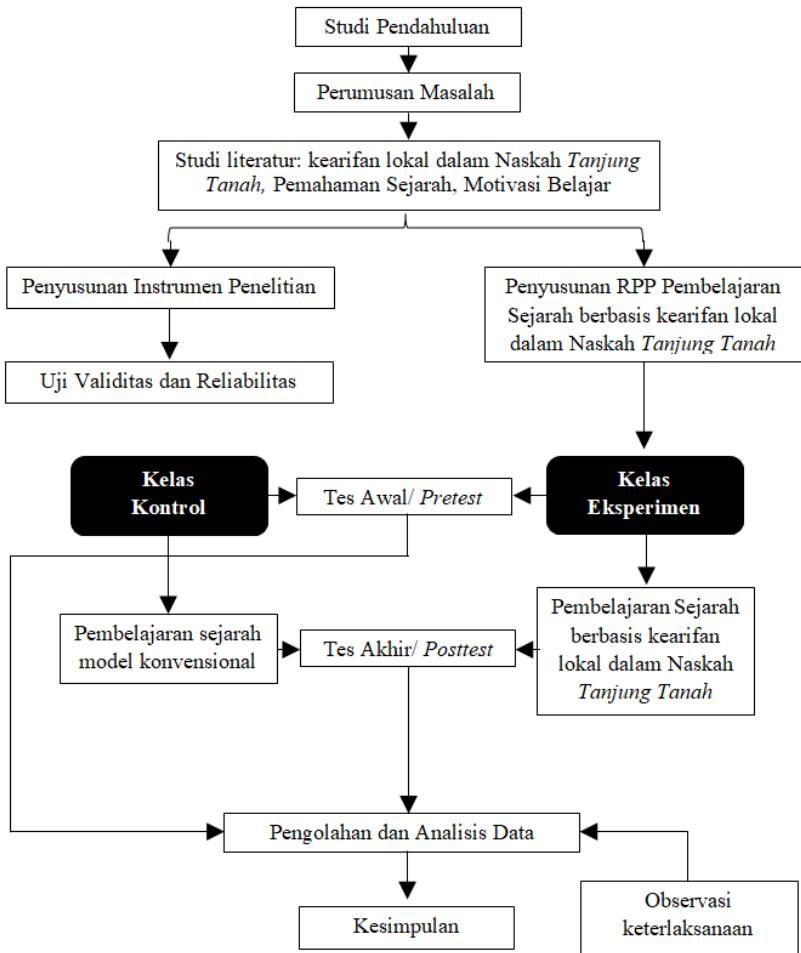 Studi Pendahuluan
Perumusan Masalah
Studi literatur: kearifan lokal dalam Naskah Tanjung
Tanah, Pemahaman Sejarah, Motivasi Belajar
Penyusunan Instrumen Penelitian
Penyusunan RPP Pembelajaran
Sejarah berbasis kearifan lokal
dalam Naskah Tanjung Tanah
Uji Validitas dan Reliabilitas
Kelas
Kontrol
Tes Awal/ Pretest
Kelas
Eksperimen
Pembelajaran sejarah
model konvensional
Tes Akhir/ Posttest
Pembelajaran Sejarah
berbasis kearifan
lokal dalam Naskah
Tanjung Tanah
Pengolahan dan Analisis Data
Kesimpulan
Observasi
keterlaksanaan